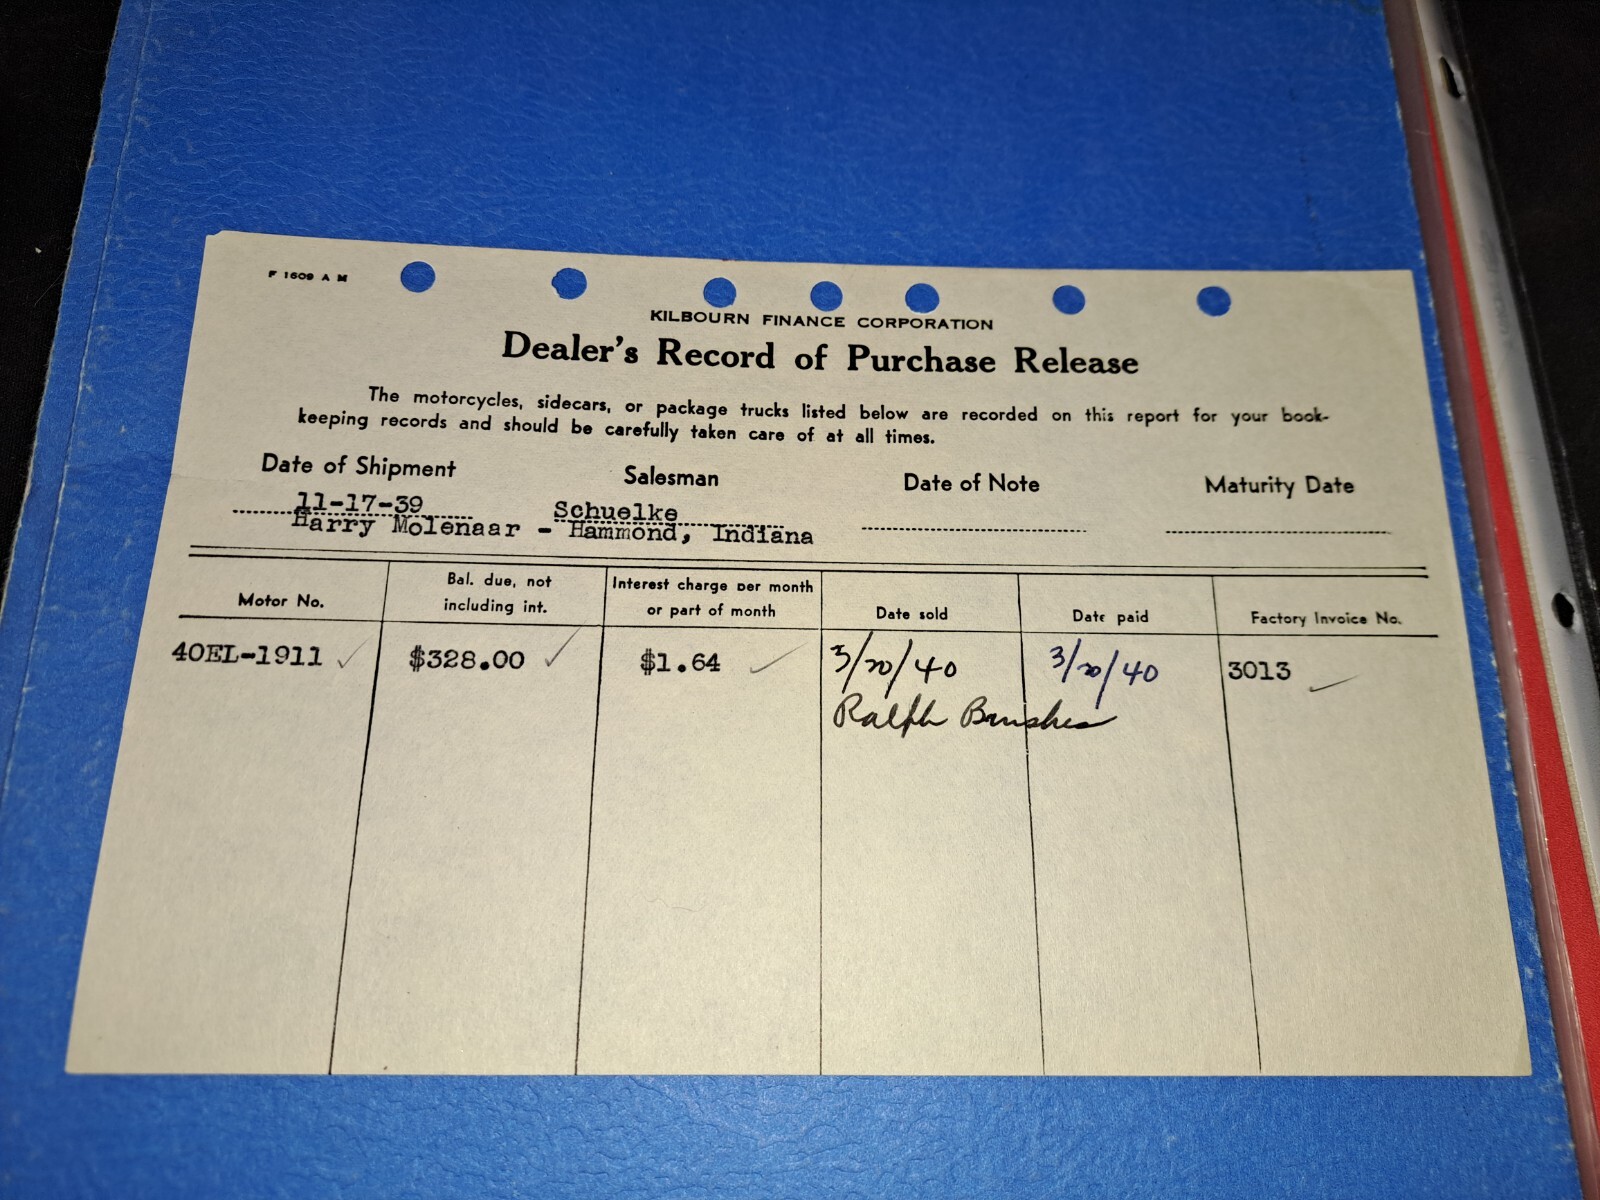 F 1609 A M
KILBOURN FINANCE CORPORATION
Dealer's Record of Purchase Release
The motorcycles, sidecars, or package trucks listed below are recorded on this report for your book-
keeping records and should be carefully taken care of at all times.
Date of Shipment Salesman Date of Note Maturity Date
11-17-39 Schuelke
Harry Molenaar - Hammond, Indiana
Motor No. Bal. due, not including int. Interest charge per month or part of month Date sold Date paid Factory Invoice No.
40EL-1911 ✓ $328.00 ✓ $1.64 ✓ 3/20/40 3/20/40 3013 ✓
Ralph